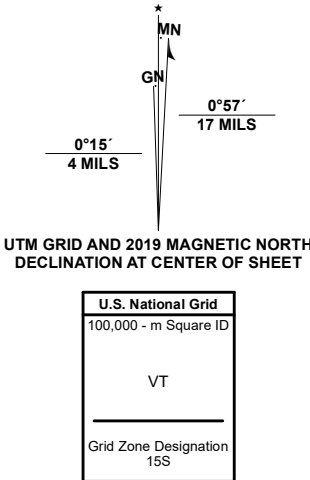 ★
MN
GN
0°57´
17 MILS
0°15´
4 MILS
UTM GRID AND 2019 MAGNETIC NORTH
DECLINATION AT CENTER OF SHEET
U.S. National Grid
100,000 - m Square ID
VT
Grid Zone Designation
15S